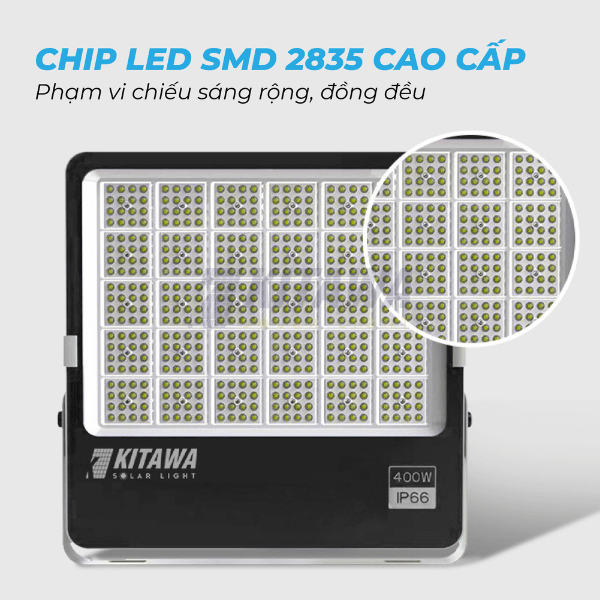 CHIP LED SMD 2835 CAO CẤP
Phạm vi chiếu sáng rộng, đồng đều
KITAWA
SOLAR LIGHT
400W
IP66